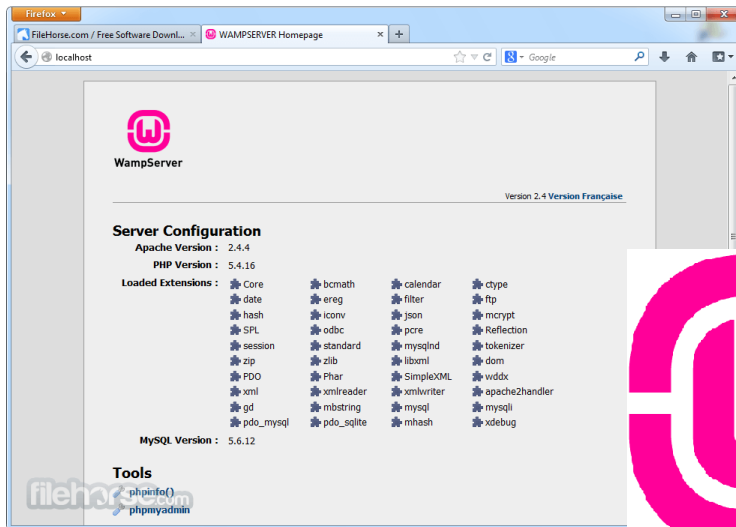 Firefox
FileHorse.com / Free Software Downl...
WAMPSERVER Homepage
localhost
Google
WampServer
Version 2.4 Version Française
Server Configuration
Apache Version : 2.4.4
PHP Version : 5.4.16
Loaded Extensions : Core bcmath calendar ctype
date ereg filter ftp
hash iconv json mcrypt
SPL odbc pcre Reflection
session standard mysqlnd tokenizer
zip zlib libxml dom
PDO Phar SimpleXML wddx
xml xmlreader xmlwriter apache2handler
gd mbstring mysql mysqli
pdo_mysql pdo_sqlite mhash xdebug
MySQL Version : 5.6.12
Tools
phpinfo()
phpmyadmin
filehorse.com